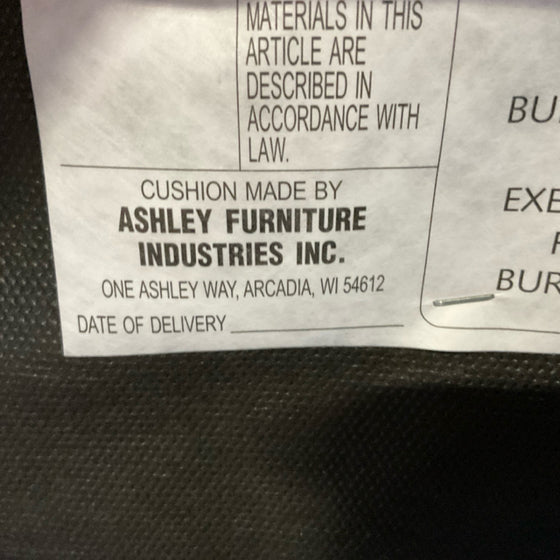 MATERIALS IN THIS
ARTICLE ARE
DESCRIBED IN
ACCORDANCE WITH
LAW.
CUSHION MADE BY
ASHLEY FURNITURE
INDUSTRIES INC.
ONE ASHLEY WAY, ARCADIA, WI 54612
DATE OF DELIVERY